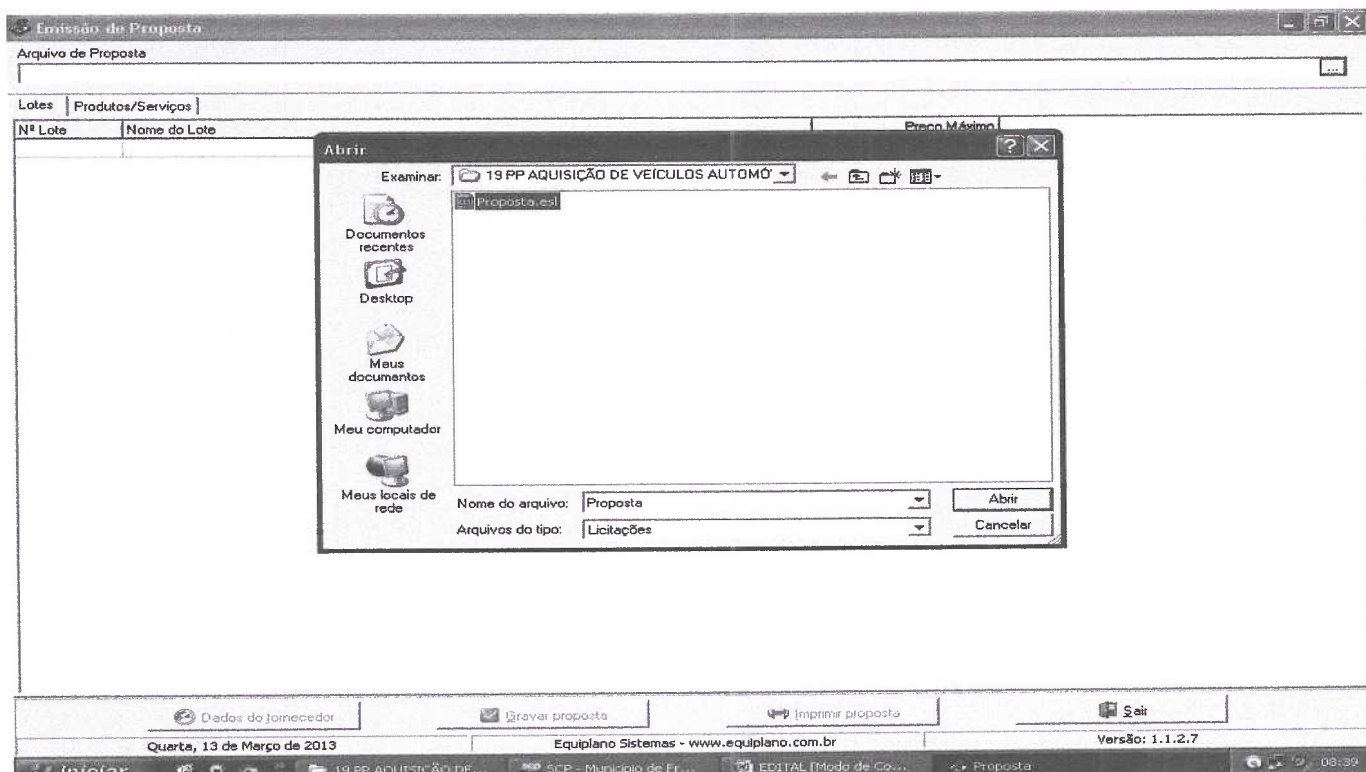 Emissão de Proposta
Arquivo de Proposta
...
Lotes Produtos/Serviços
Nº Lote Nome do Lote Preço Máximo
Abrir
Examinar: 19 PP AQUISIÇÃO DE VEÍCULOS AUTOMÓ
Proposta.esl
Documentos recentes
Desktop
Meus documentos
Meu computador
Meus locais de rede
Nome do arquivo: Proposta Abrir
Arquivos do tipo: Licitações Cancelar
Dados do fornecedor Gravar proposta Imprimir proposta Sair
Quarta, 13 de Março de 2013 Equiplano Sistemas - www.equiplano.com.br Versão: 1.1.2.7
Iniciar 19 PP AQUISIÇÃO DE... SCP - Município de Fr... EDITAL [Modo de Co... Proposta 08:39